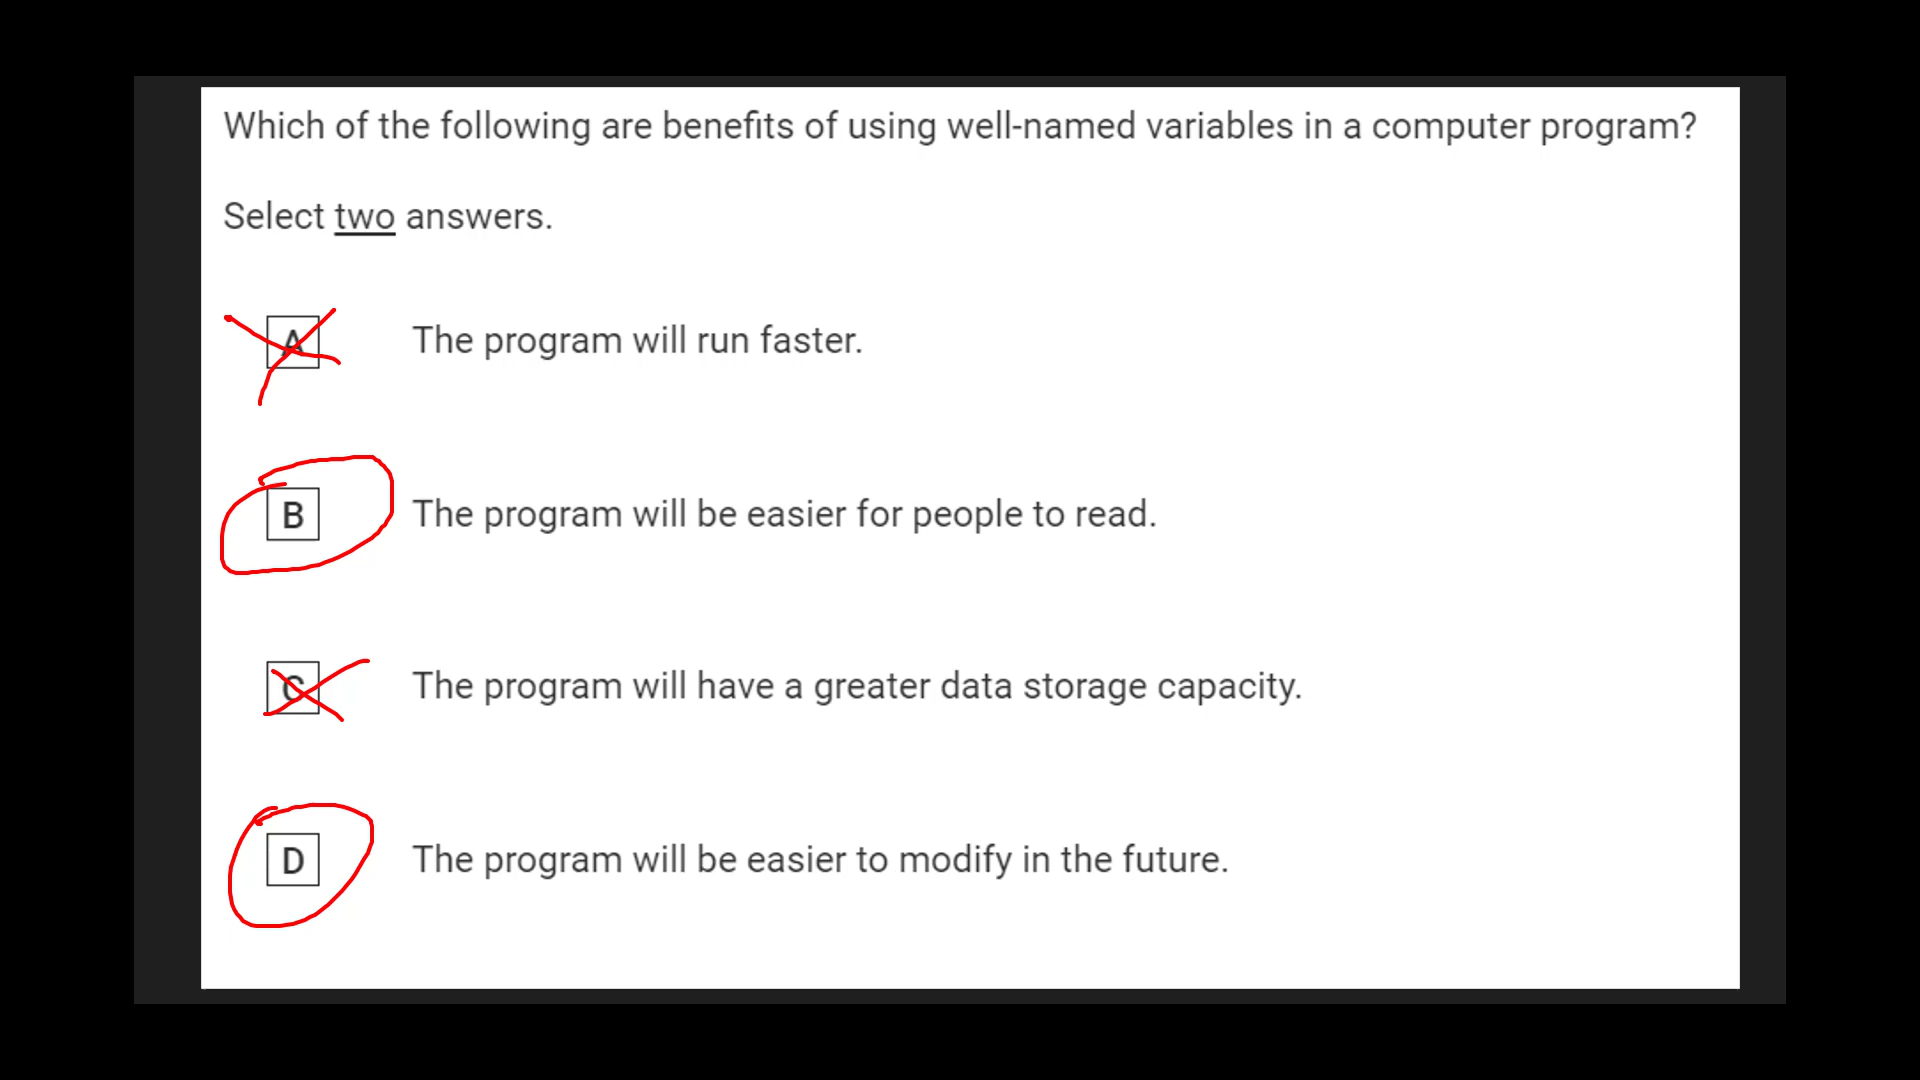 Which of the following are benefits of using well-named variables in a computer program?
Select two answers.
A The program will run faster.
B The program will be easier for people to read.
C The program will have a greater data storage capacity.
D The program will be easier to modify in the future.